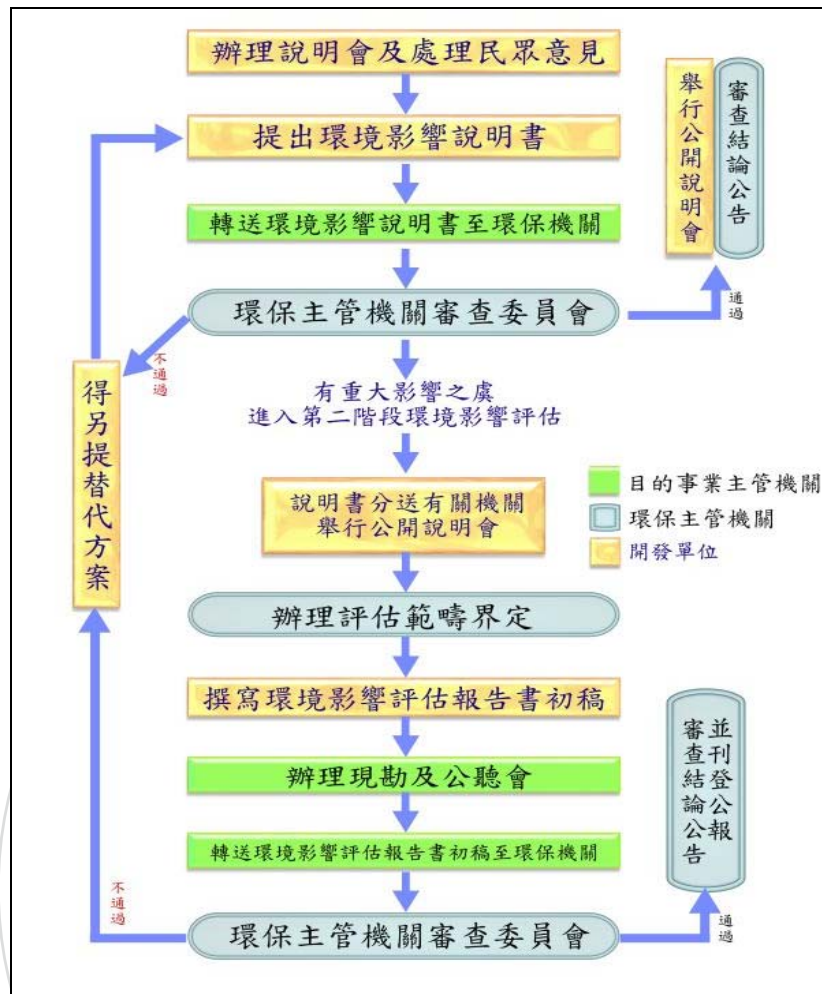 辦理說明會及處理民眾意見
提出環境影響說明書
轉送環境影響說明書至環保機關
環保主管機關審查委員會
通過
舉行公開說明會
審查結論公告
不通過
得另提替代方案
有重大影響之虞
進入第二階段環境影響評估
說明書分送有關機關
舉行公開說明會
目的事業主管機關
環保主管機關
開發單位
辦理評估範疇界定
撰寫環境影響評估報告書初稿
辦理現勘及公聽會
轉送環境影響評估報告書初稿至環保機關
環保主管機關審查委員會
不通過
通過
審查結論公告
並刊登公報